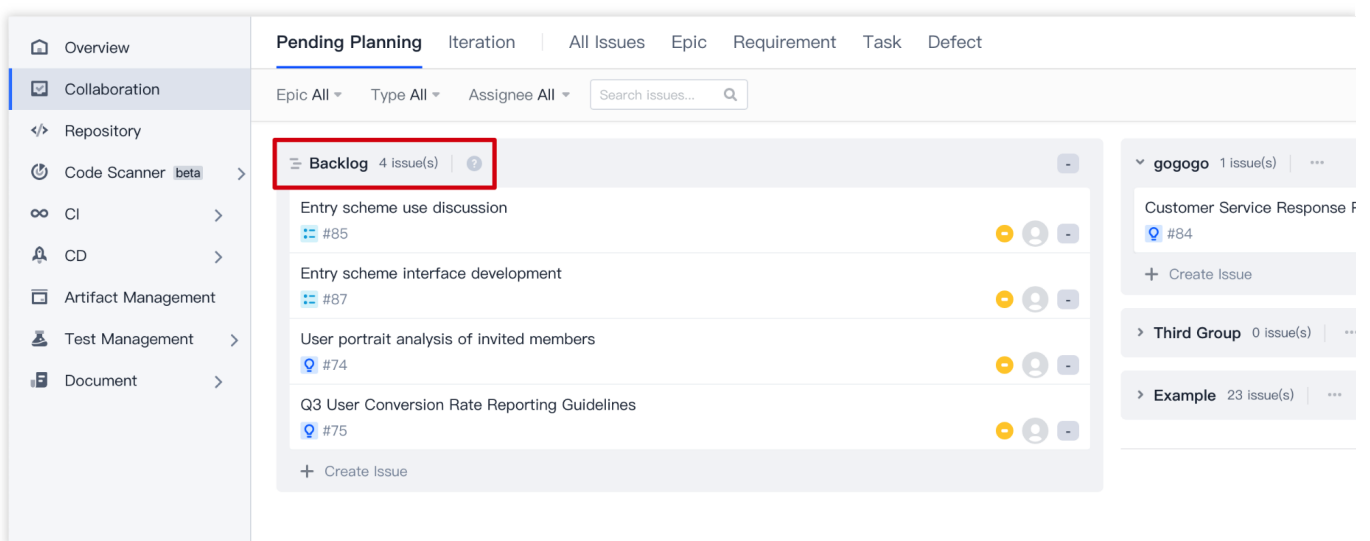 Overview
Collaboration
Repository
Code Scanner beta
CI
CD
Artifact Management
Test Management
Document
Pending Planning Iteration All Issues Epic Requirement Task Defect
Epic All Type All Assignee All Search issues...
Backlog 4 issue(s) ? -
Entry scheme use discussion
#85 -
Entry scheme interface development
#87 -
User portrait analysis of invited members
#74 -
Q3 User Conversion Rate Reporting Guidelines
#75 -
+ Create Issue
gogogo 1 issue(s) ...
Customer Service Response
#84
+ Create Issue
Third Group 0 issue(s) ...
Example 23 issue(s) ...